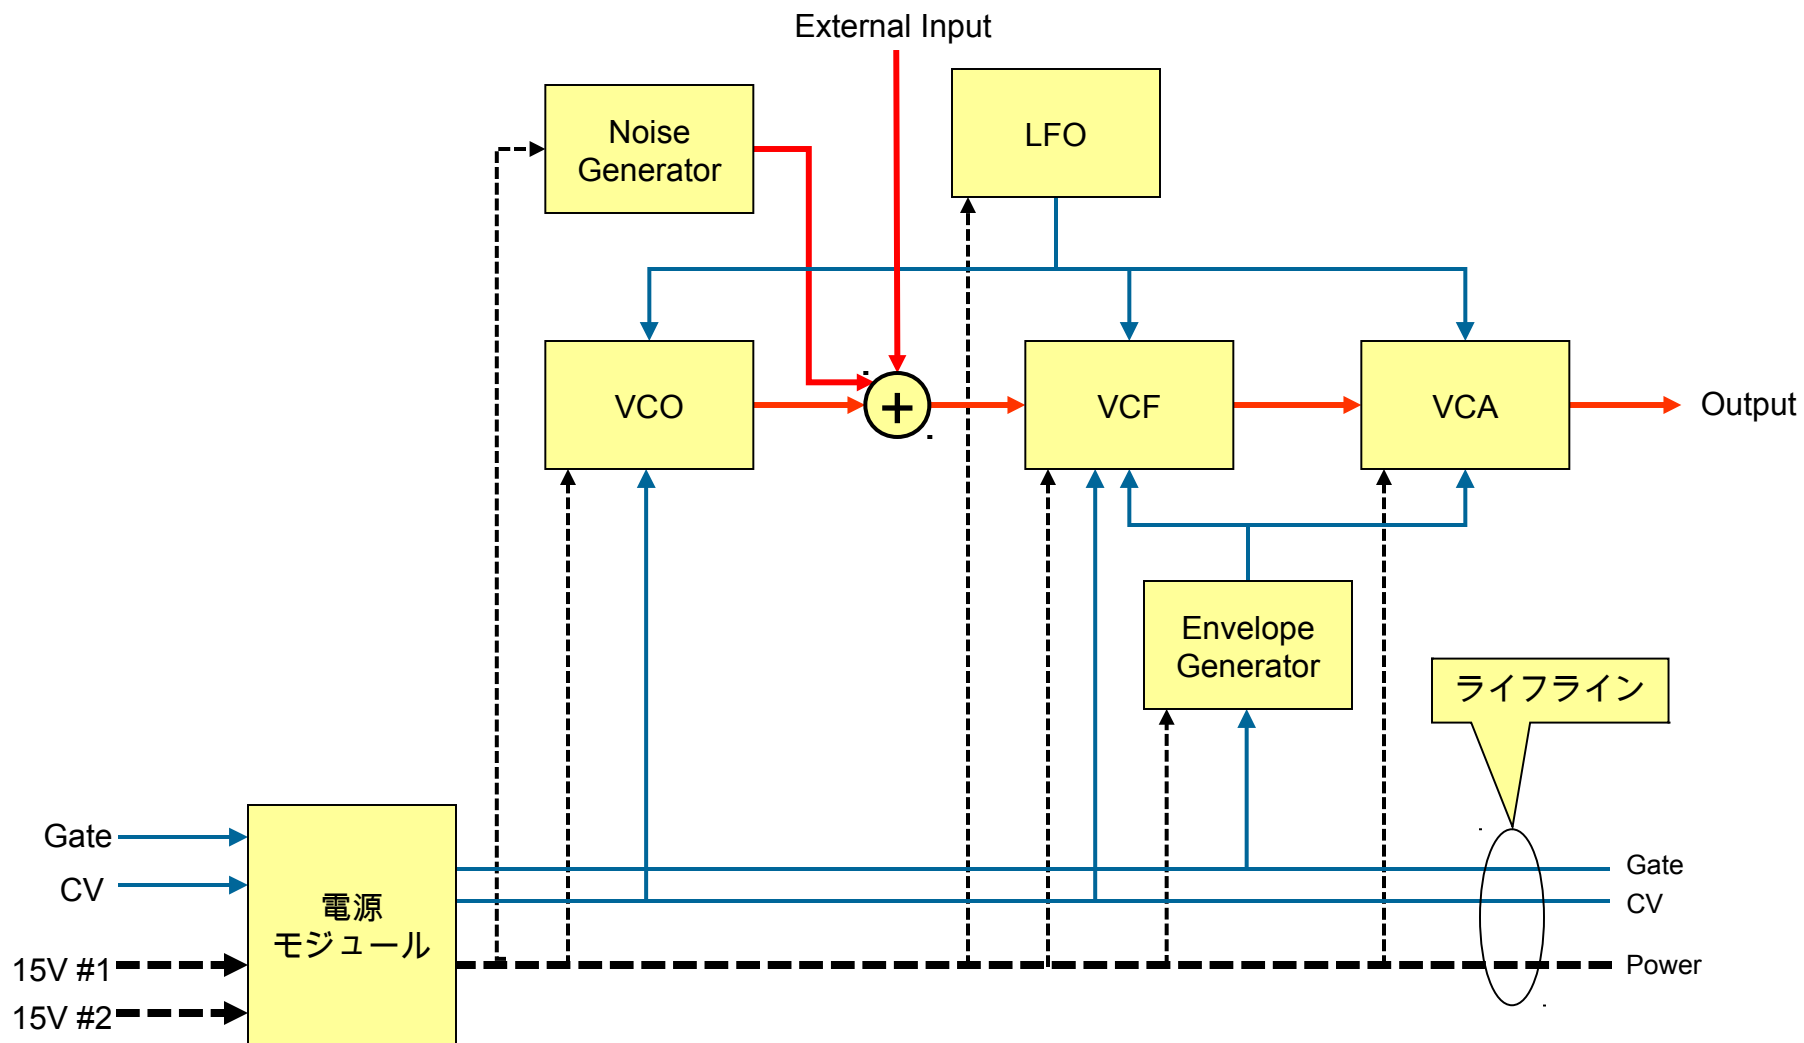 External Input
Noise
Generator
LFO
VCO
+
VCF
VCA
Output
Envelope
Generator
ライフライン
Gate
CV
15V #1
15V #2
電源
モジュール
Gate
CV
Power